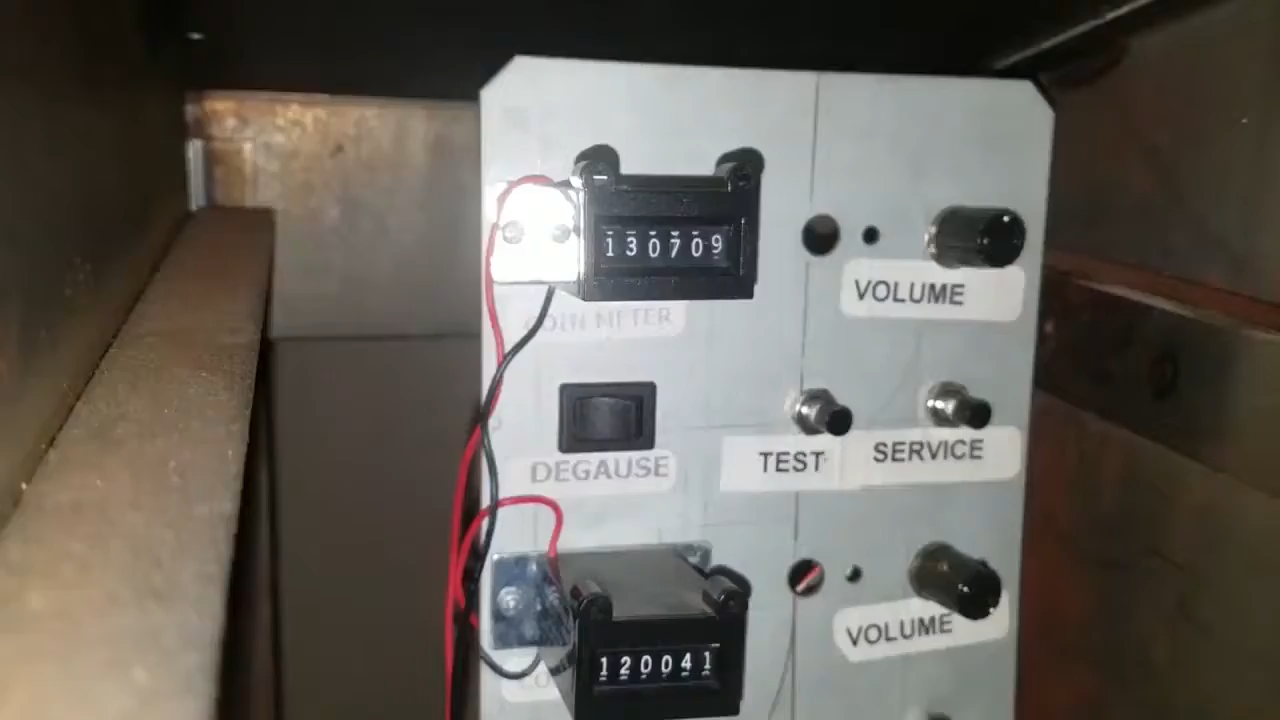 130709
VOLUME
COIN METER
DEGAUSE
TEST
SERVICE
VOLUME
120041